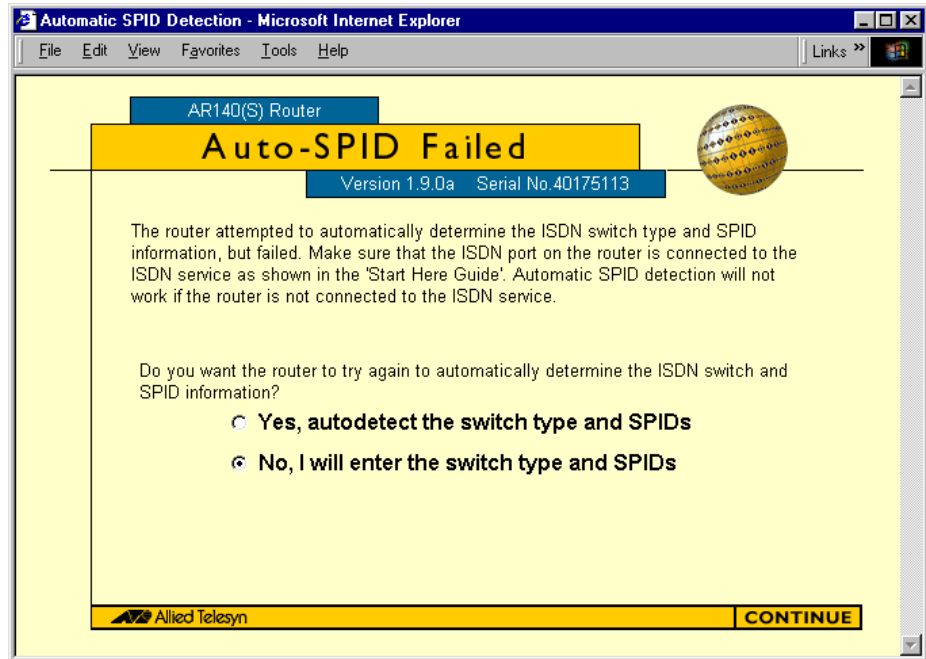 Automatic SPID Detection - Microsoft Internet Explorer
File Edit View Favorites Tools Help Links »
AR140(S) Router
Auto-SPID Failed
Version 1.9.0a Serial No.40175113
The router attempted to automatically determine the ISDN switch type and SPID
information, but failed. Make sure that the ISDN port on the router is connected to the
ISDN service as shown in the 'Start Here Guide'. Automatic SPID detection will not
work if the router is not connected to the ISDN service.
Do you want the router to try again to automatically determine the ISDN switch and
SPID information?
Yes, autodetect the switch type and SPIDs
No, I will enter the switch type and SPIDs
Allied Telesyn
CONTINUE